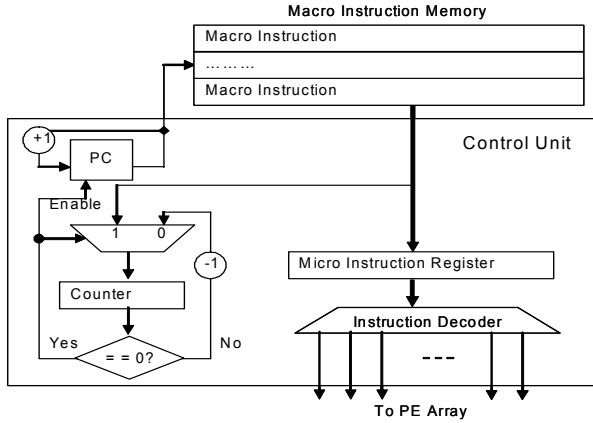 Macro Instruction Memory
Macro Instruction
... ... ...
Macro Instruction
Control Unit
+1
PC
Enable
1 0
-1
Micro Instruction Register
Counter
Instruction Decoder
Yes
No
= = 0?
To PE Array